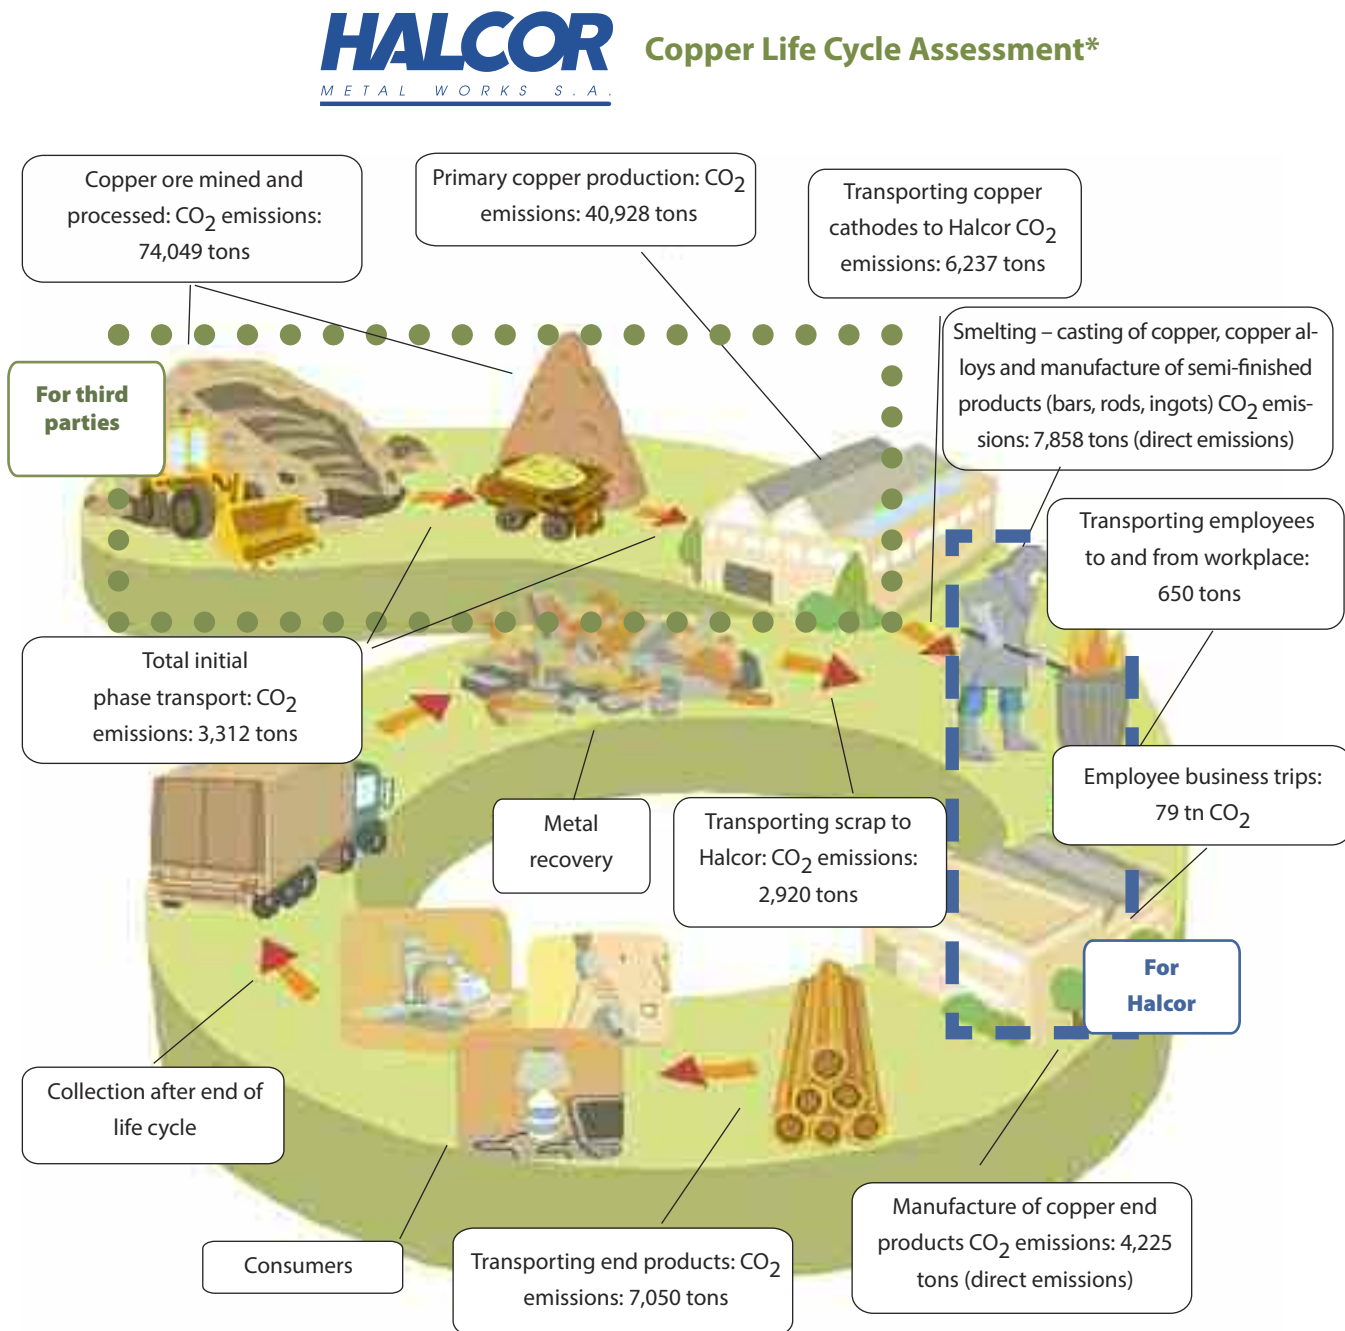 HALCOR
METAL WORKS S.A.
Copper Life Cycle Assessment*
Copper ore mined and
processed: CO2 emissions:
74,049 tons
Primary copper production: CO2
emissions: 40,928 tons
Transporting copper
cathodes to Halcor CO2
emissions: 6,237 tons
Smelting – casting of copper, copper al-
loys and manufacture of semi-finished
products (bars, rods, ingots) CO2 emis-
sions: 7,858 tons (direct emissions)
For third
parties
Transporting employees
to and from workplace:
650 tons
Total initial
phase transport: CO2
emissions: 3,312 tons
Employee business trips:
79 tn CO2
Metal
recovery
Transporting scrap to
Halcor: CO2 emissions:
2,920 tons
For
Halcor
Collection after end of
life cycle
Manufacture of copper end
products CO2 emissions: 4,225
tons (direct emissions)
Consumers
Transporting end products: CO2
emissions: 7,050 tons